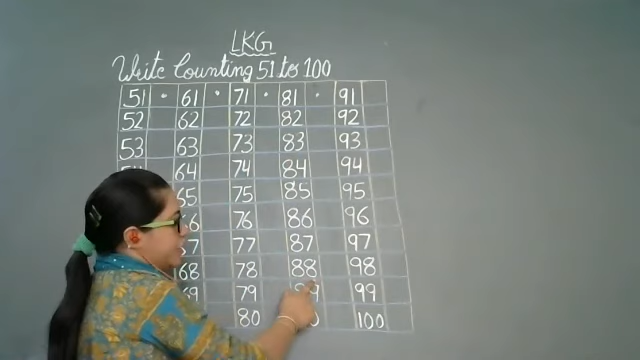 LKG
Write Counting 51 to 100
51 • 61 • 71 • 81 • 91
52 62 72 82 92
53 63 73 83 93
64 74 84 94
65 75 85 95
76 86 96
77 87 97
68 78 88 98
79 99
80 100